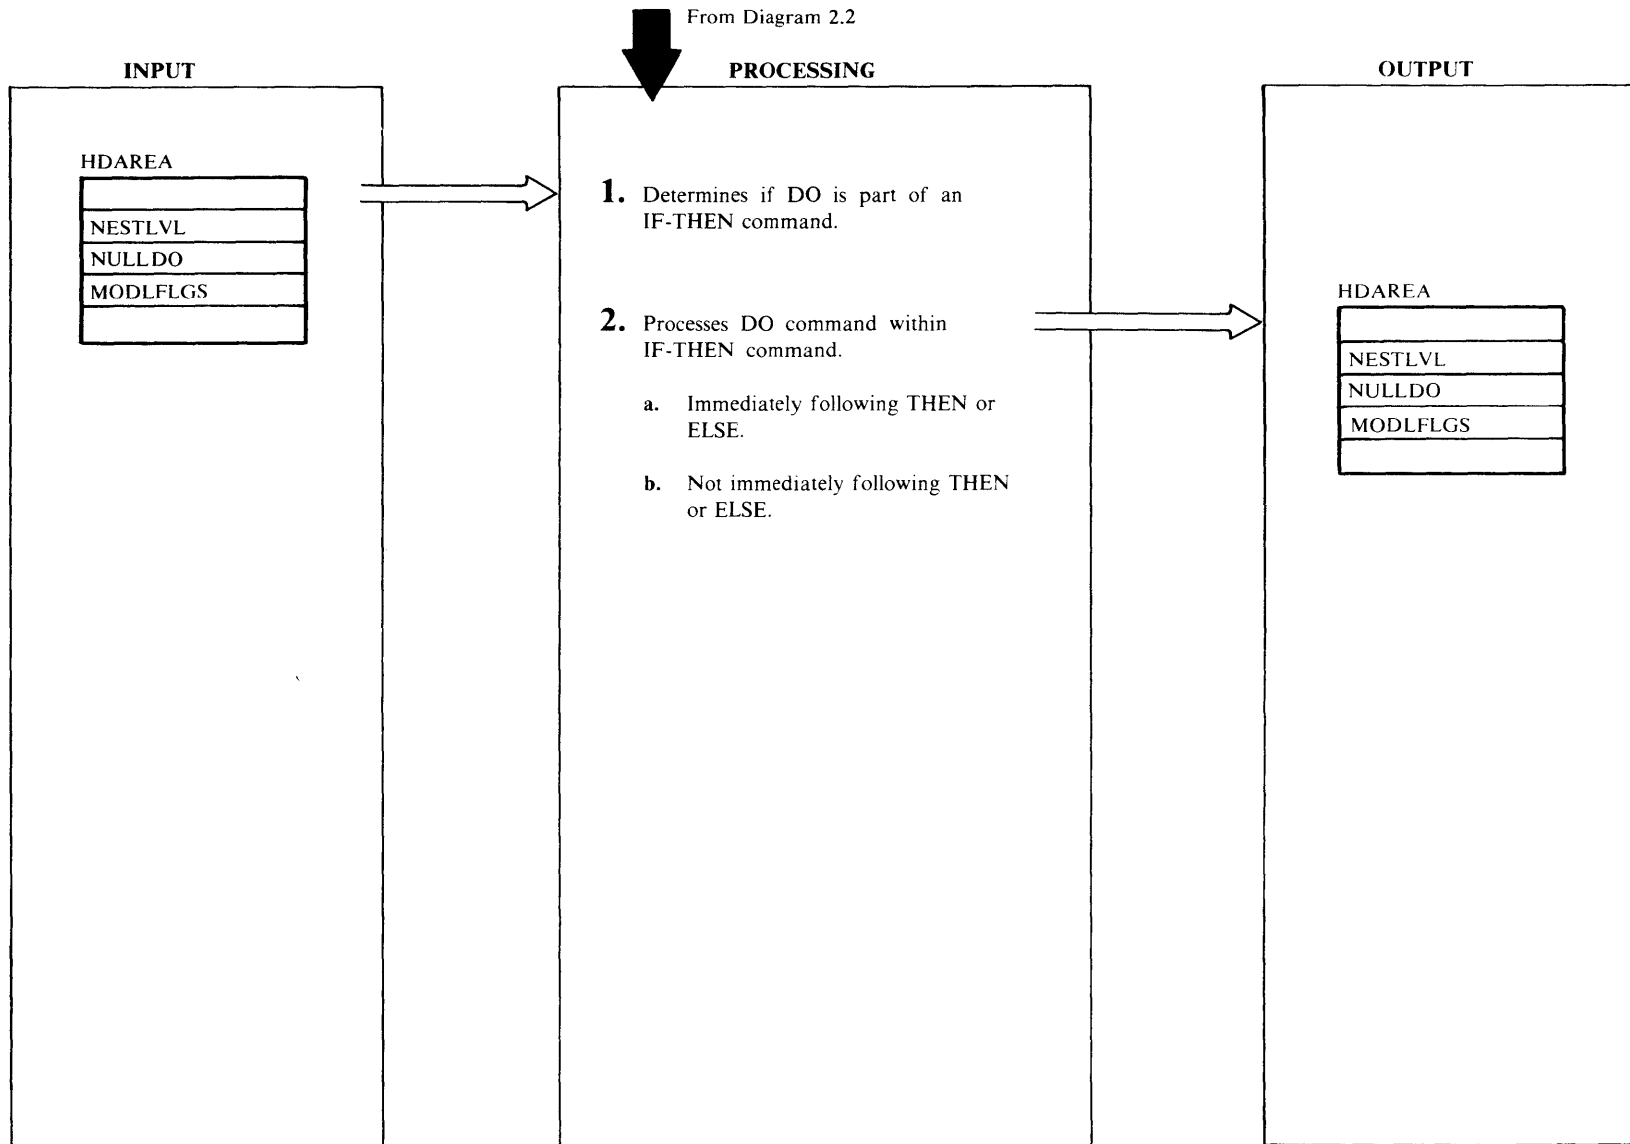 From Diagram 2.2
INPUT
PROCESSING
OUTPUT
HDAREA
NESTLVL
NULLDO
MODLFLGS
1. Determines if DO is part of an
IF-THEN command.
2. Processes DO command within
IF-THEN command.
a. Immediately following THEN or
ELSE.
b. Not immediately following THEN
or ELSE.
HDAREA
NESTLVL
NULLDO
MODLFLGS